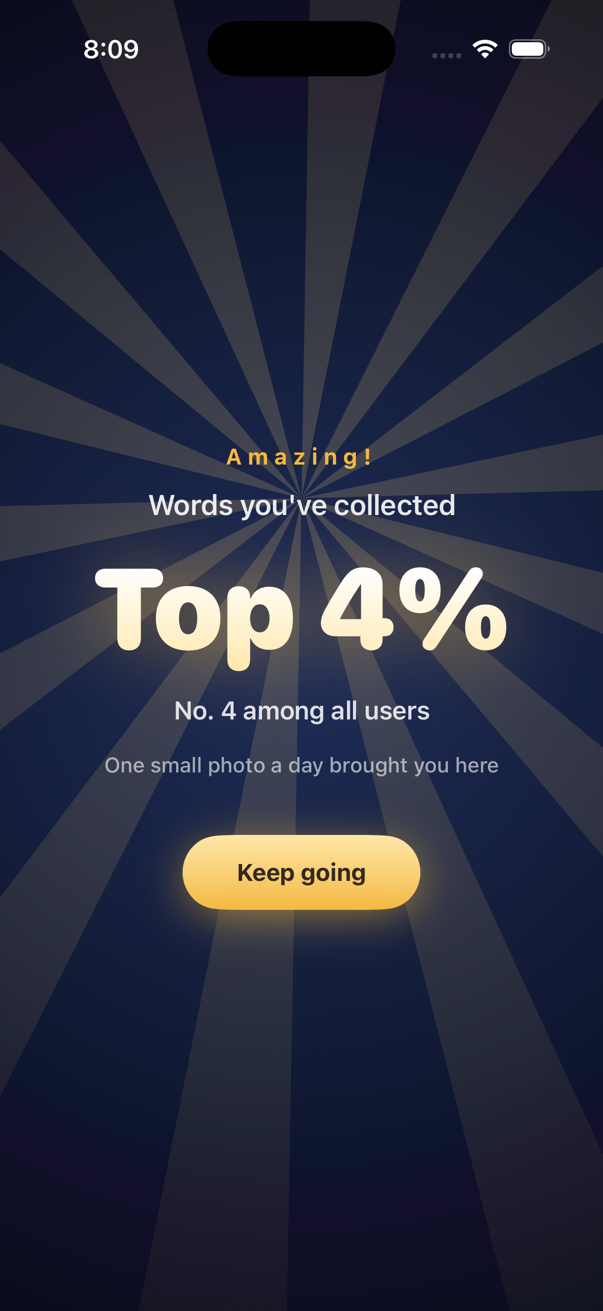 8:09
Amazing!
Words you've collected
Top 4%
No. 4 among all users
One small photo a day brought you here
Keep going